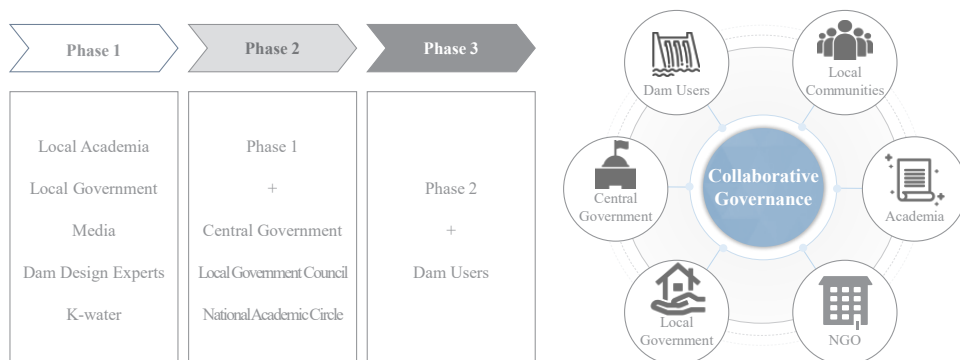 Phase 1
Phase 2
Phase 3
Local Academia
Local Government
Media
Dam Design Experts
K-water
Phase 1
+
Central Government
Local Government Council
National Academic Circle
Phase 2
+
Dam Users
Dam Users
Local
Communities
Central
Government
Collaborative
Governance
Academia
Local
Government
NGO